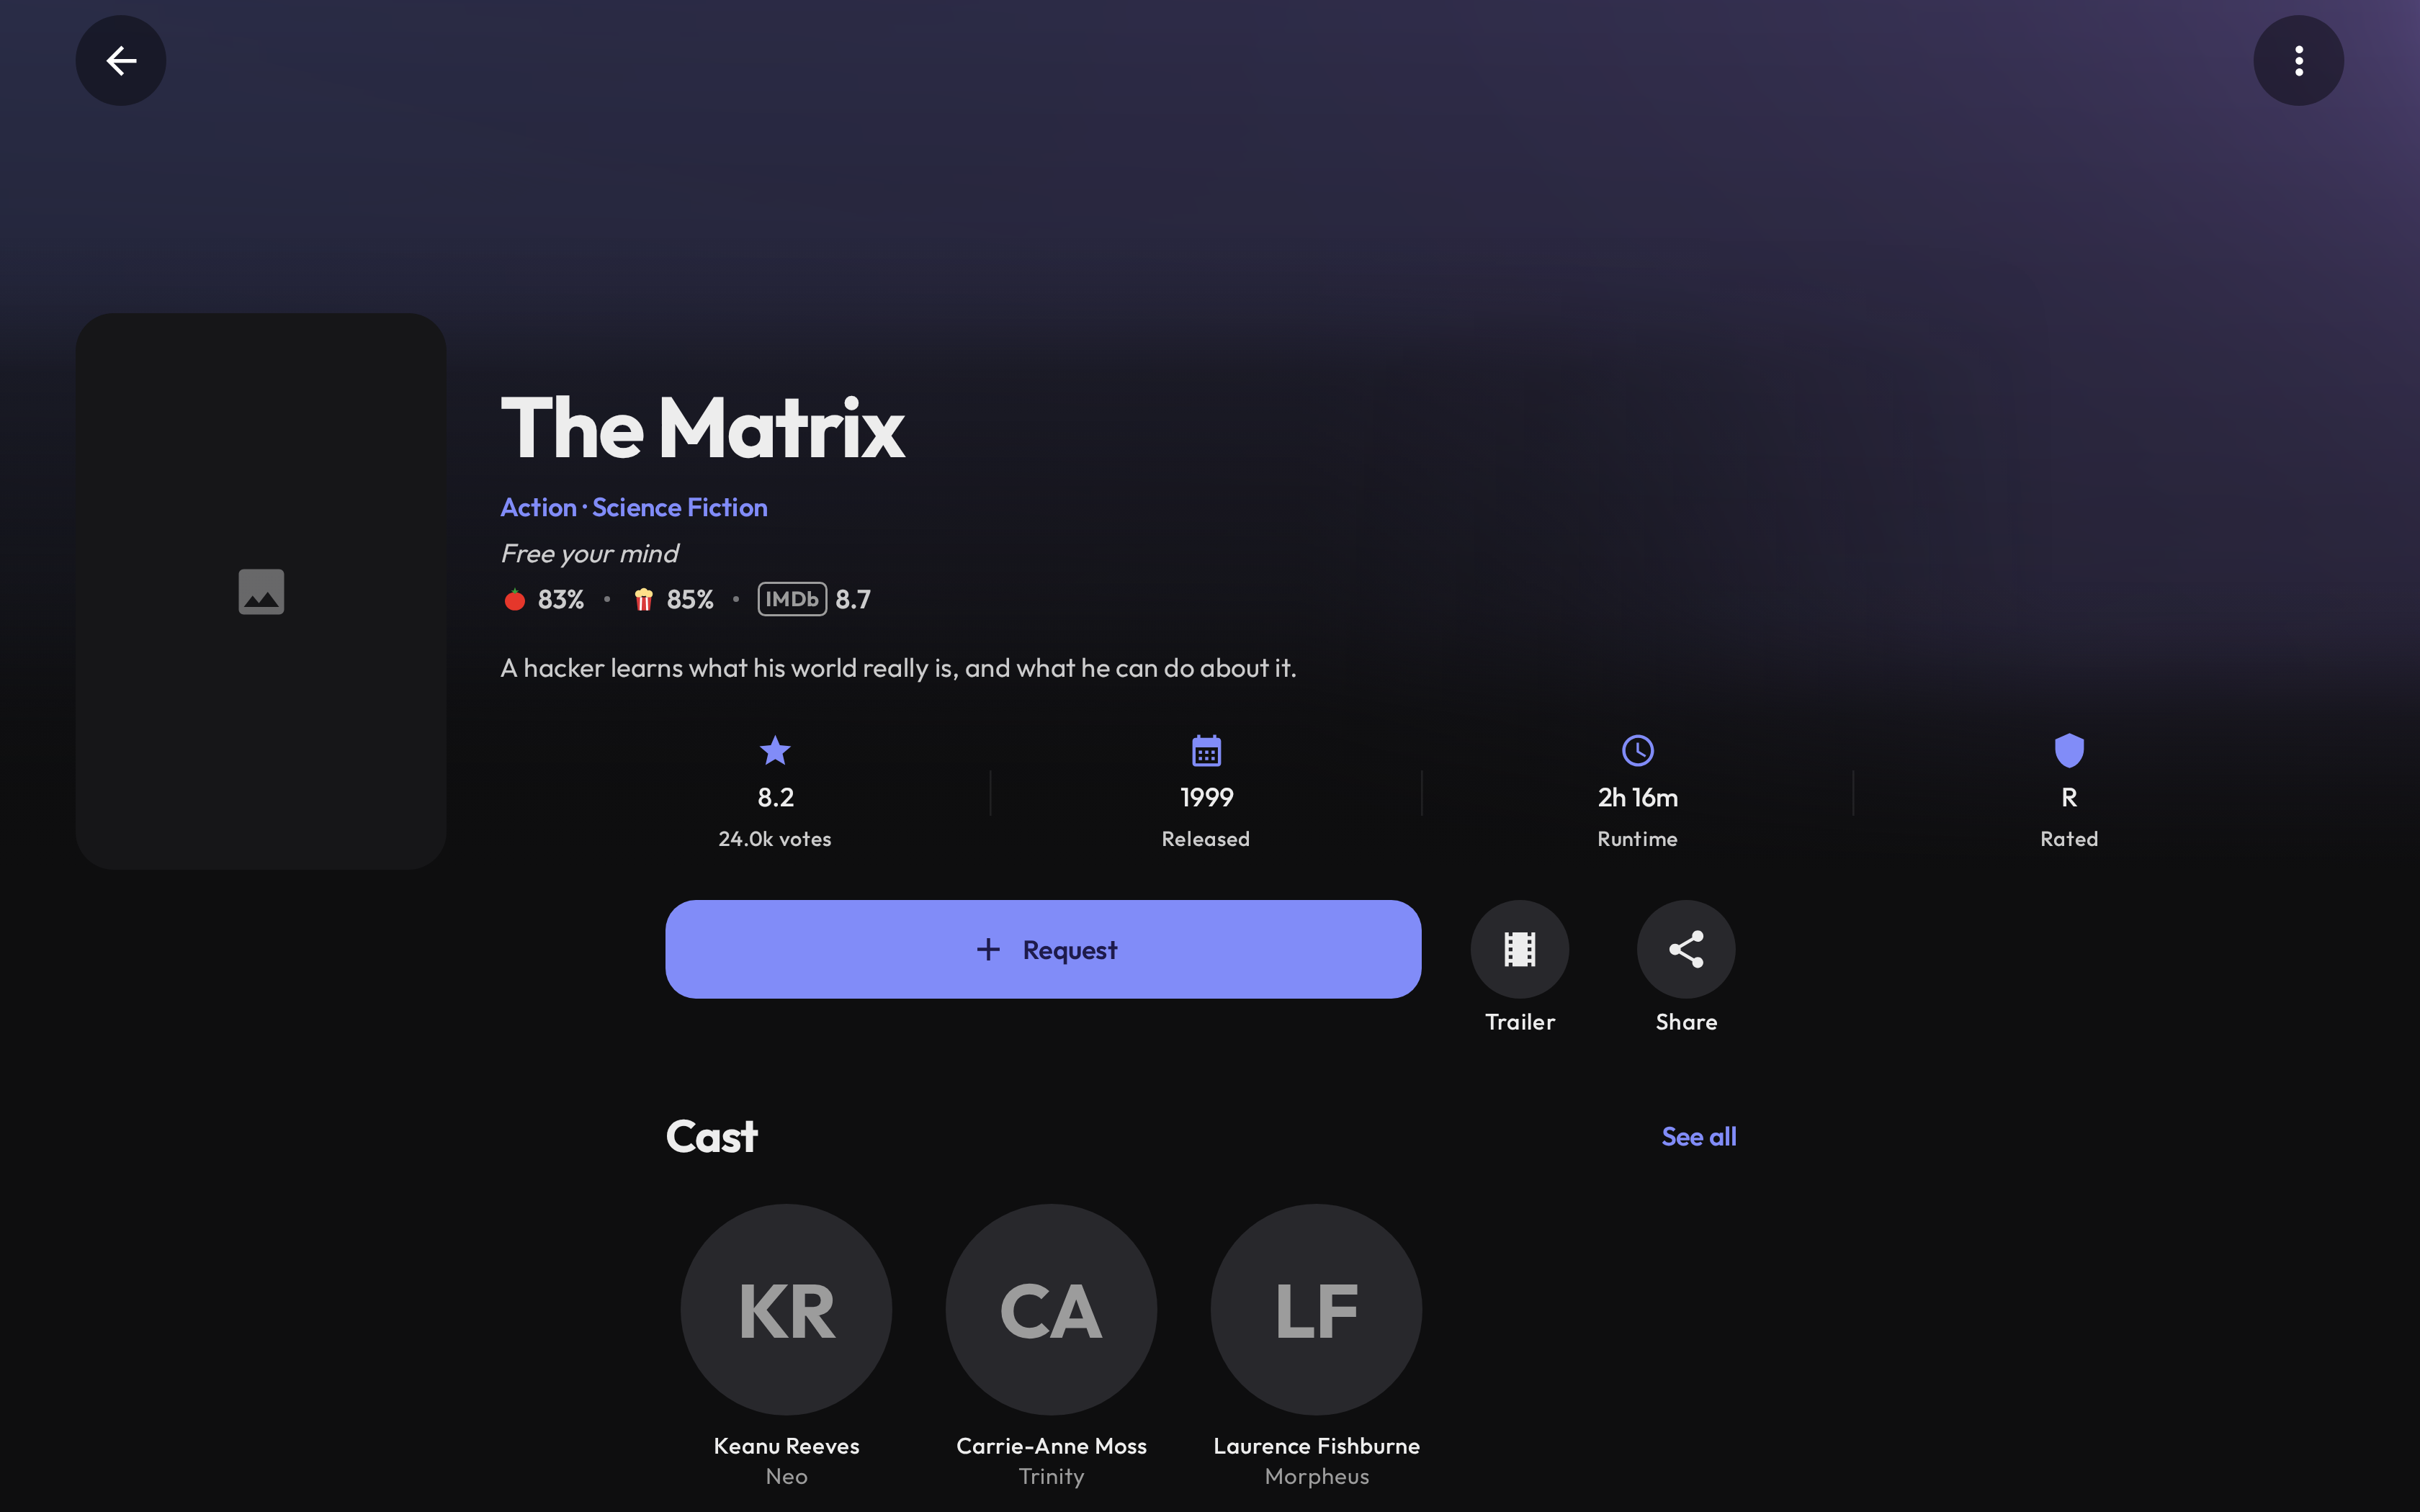 The Matrix
Action · Science Fiction
Free your mind
83% • 85% • IMDb 8.7
A hacker learns what his world really is, and what he can do about it.
8.2 1999 2h 16m R
24.0k votes Released Runtime Rated
Request
Trailer Share
Cast See all
KR CA LF
Keanu Reeves Carrie-Anne Moss Laurence Fishburne
Neo Trinity Morpheus